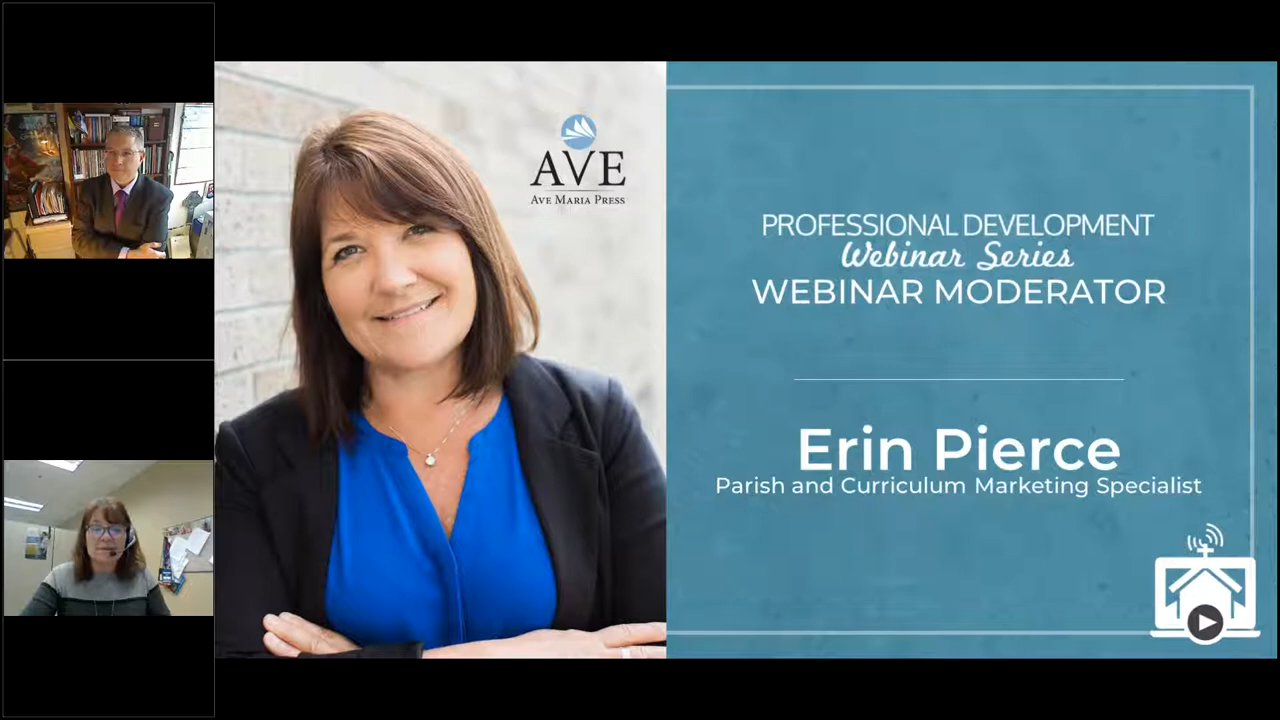 AVE
AVE MARIA PRESS
PROFESSIONAL DEVELOPMENT
Webinar Series
WEBINAR MODERATOR
Erin Pierce
Parish and Curriculum Marketing Specialist